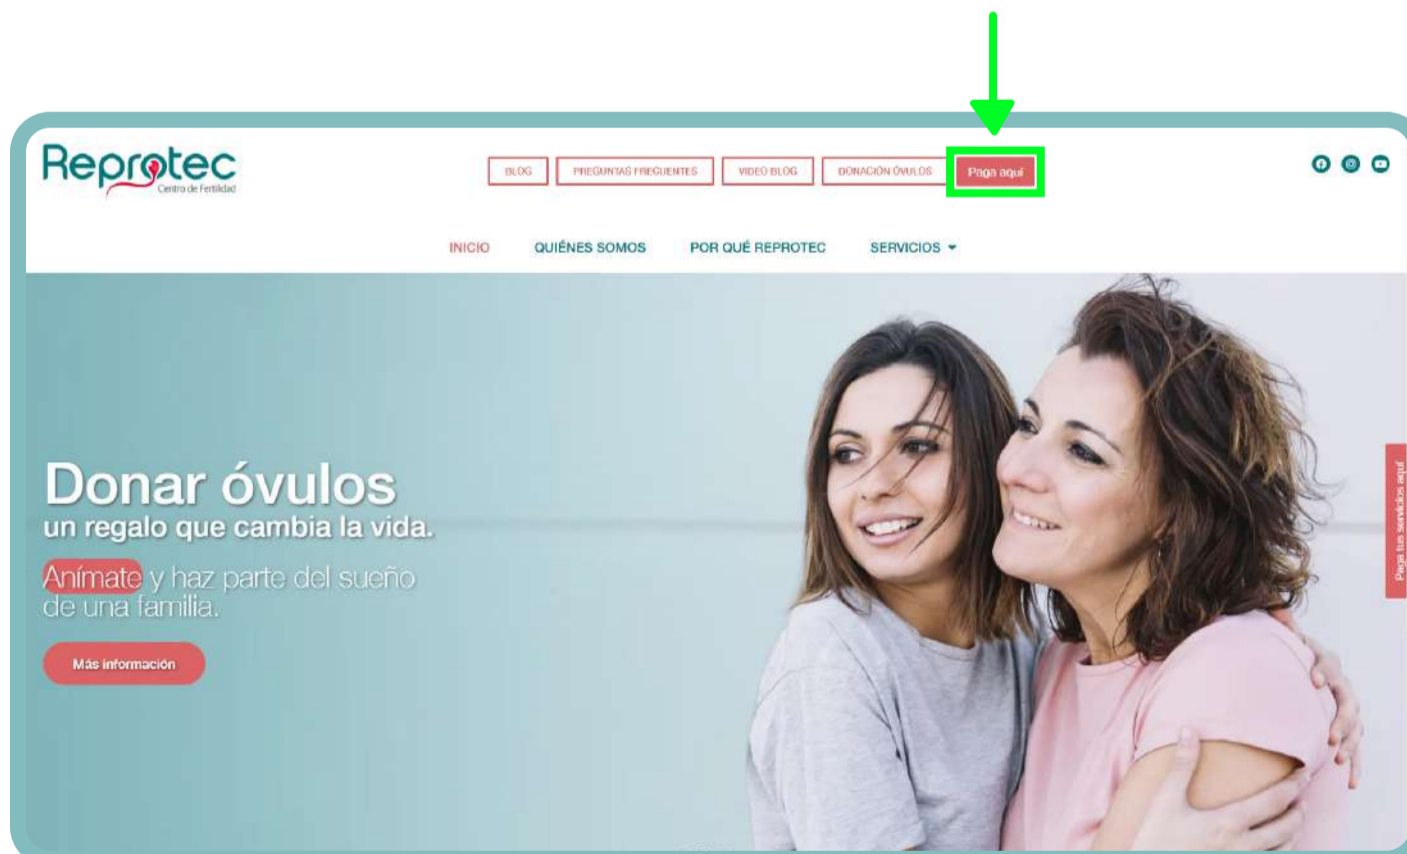 Reprotec
Centro de Fertilidad
BLOG
PREGUNTAS FRECUENTES
VIDEO BLOG
DONACIÓN ÓVULOS
Paga aquí
INICIO
QUIÉNES SOMOS
POR QUÉ REPROTEC
SERVICIOS
Donar óvulos
un regalo que cambia la vida.
Anímate y haz parte del sueño
de una familia.
Más información
Paga tus servicios aquí